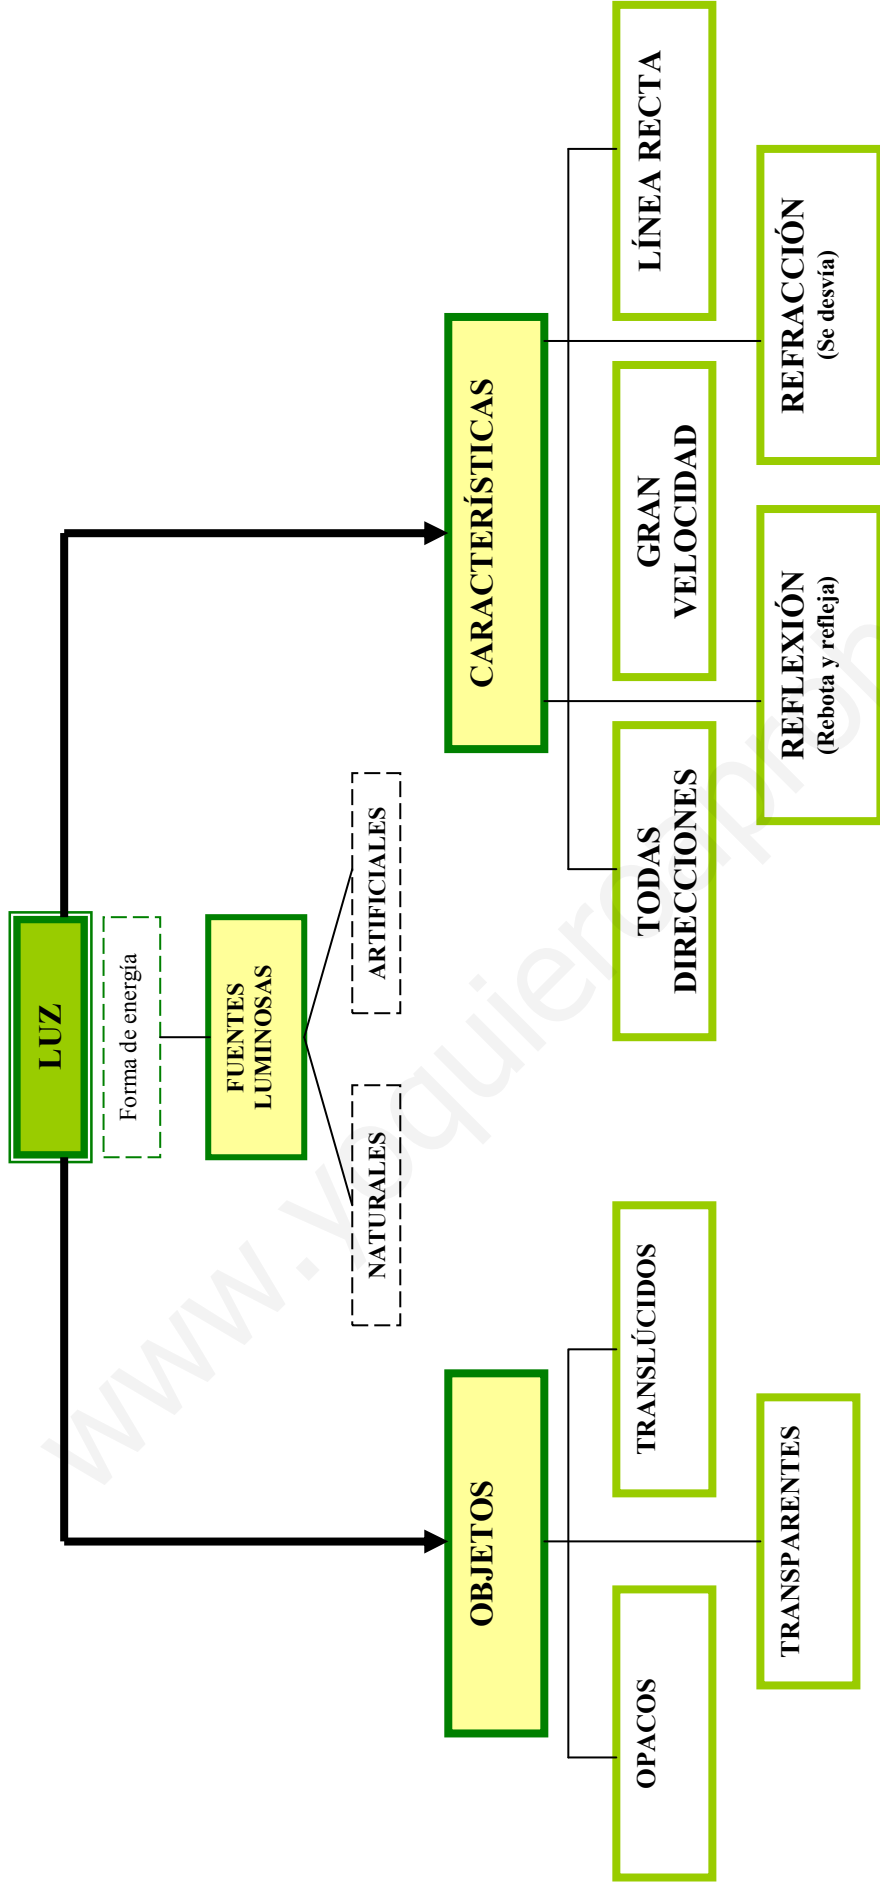 LUZ
Forma de energía
FUENTES
LUMINOSAS
NATURALES
ARTIFICIALES
OBJETOS
CARACTERÍSTICAS
OPACOS
TRANSLÚCIDOS
TODAS
DIRECCIONES
GRAN
VELOCIDAD
LÍNEA RECTA
TRANSPARENTES
REFLEXIÓN
(Rebota y refleja)
REFRACCIÓN
(Se desvía)